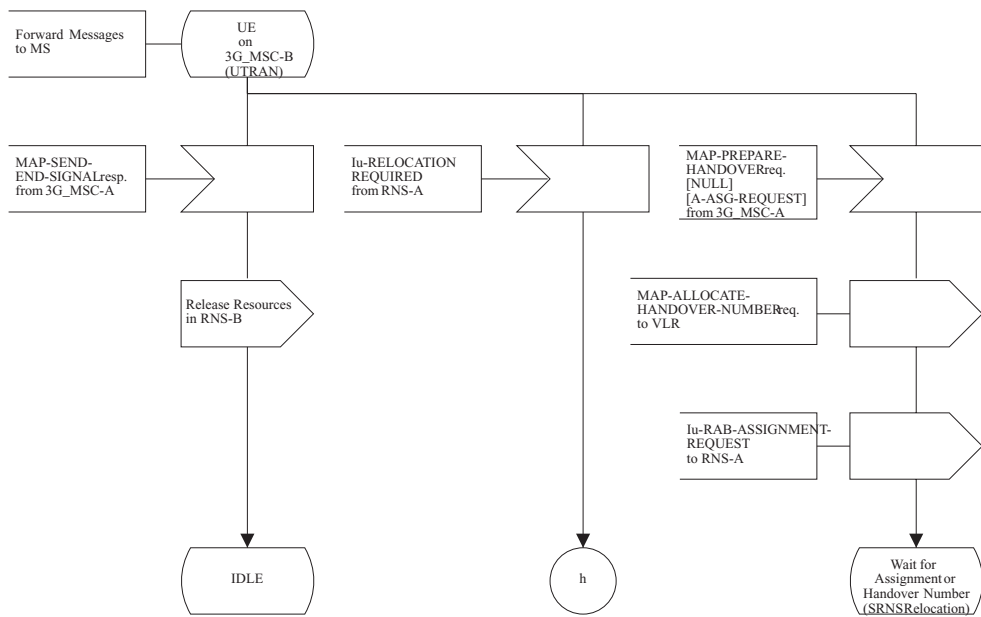 Forward Messages
to MS
UE
on
3G_MSC-B
(UTRAN)
MAP-SEND-
END-SIGNALresp.
from 3G_MSC-A
Iu-RELOCATION
REQUIRED
from RNS-A
MAP-PREPARE-
HANDOVERreq.
[NULL]
[A-ASG-REQUEST]
from 3G_MSC-A
Release Resources
in RNS-B
MAP-ALLOCATE-
HANDOVER-NUMBERreq.
to VLR
Iu-RAB-ASSIGNMENT-
REQUEST
to RNS-A
IDLE
h
Wait for
Assignment or
Handover Number
(SRNSRelocation)